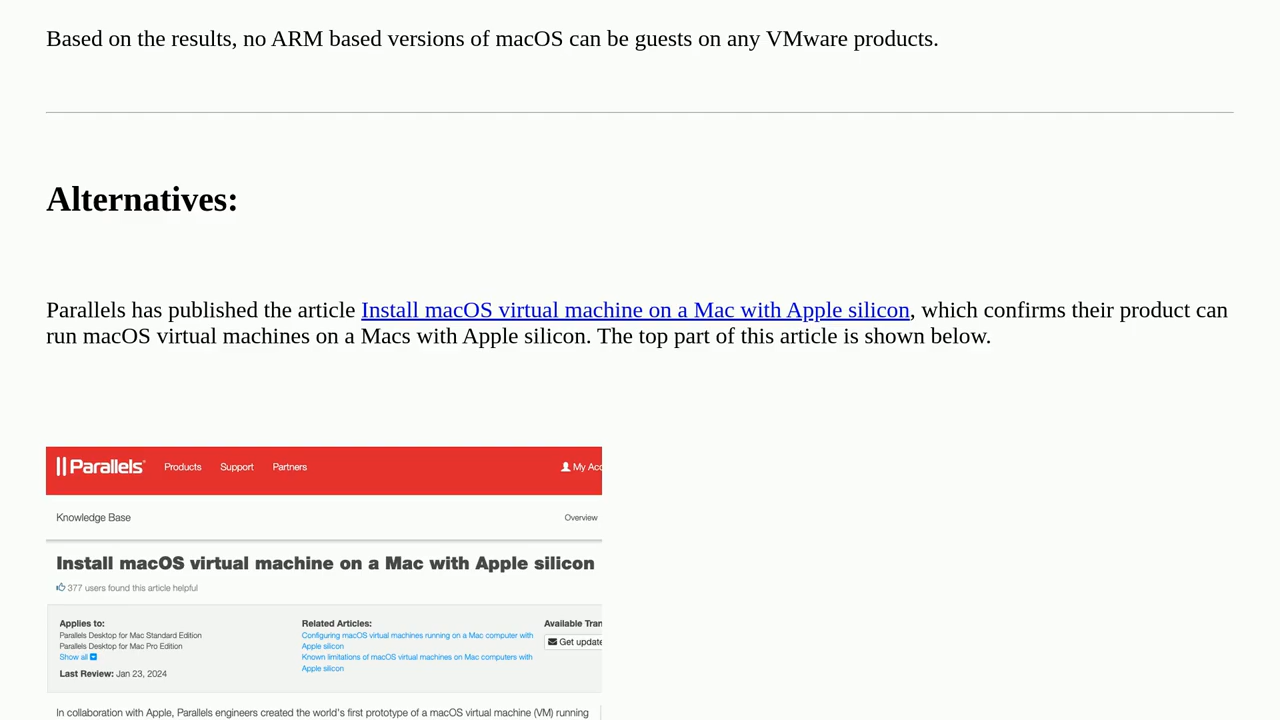 Based on the results, no ARM based versions of macOS can be guests on any VMware products.
Alternatives:
Parallels has published the article Install macOS virtual machine on a Mac with Apple silicon, which confirms their product can
run macOS virtual machines on a Macs with Apple silicon. The top part of this article is shown below.
Parallels® Products Support Partners My Acc
Knowledge Base Overview
Install macOS virtual machine on a Mac with Apple silicon
377 users found this article helpful
Applies to:
Parallels Desktop for Mac Standard Edition
Parallels Desktop for Mac Pro Edition
Show all
Last Review: Jan 23, 2024
Related Articles:
Configuring macOS virtual machines running on a Mac computer with
Apple silicon
Known limitations of macOS virtual machines on Mac computers with
Apple silicon
Available Tran
Get update
In collaboration with Apple, Parallels engineers created the world's first prototype of a macOS virtual machine (VM) running